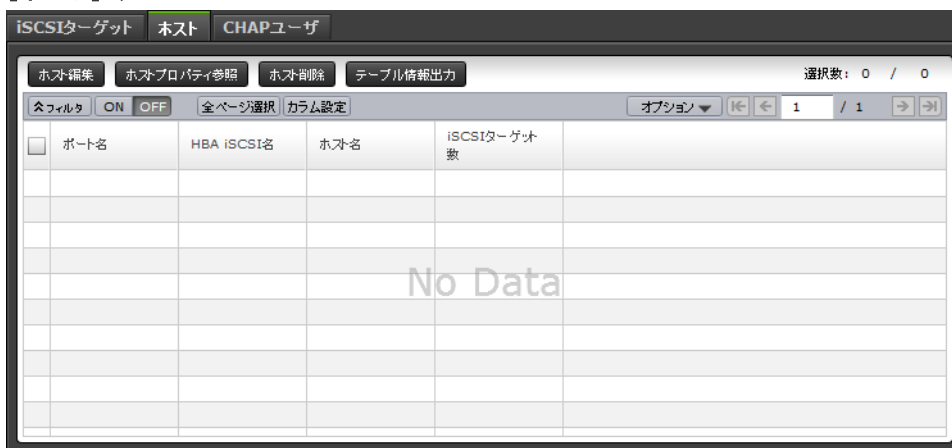 iSCSIターゲット ホスト CHAPユーザ
ホスト編集 ホストプロパティ参照 ホスト削除 テーブル情報出力 選択数: 0 / 0
フィルタ ON OFF 全ページ選択 カラム設定 オプション 1 / 1
ポート名 HBA iSCSI名 ホスト名 iSCSIターゲット
数
No Data